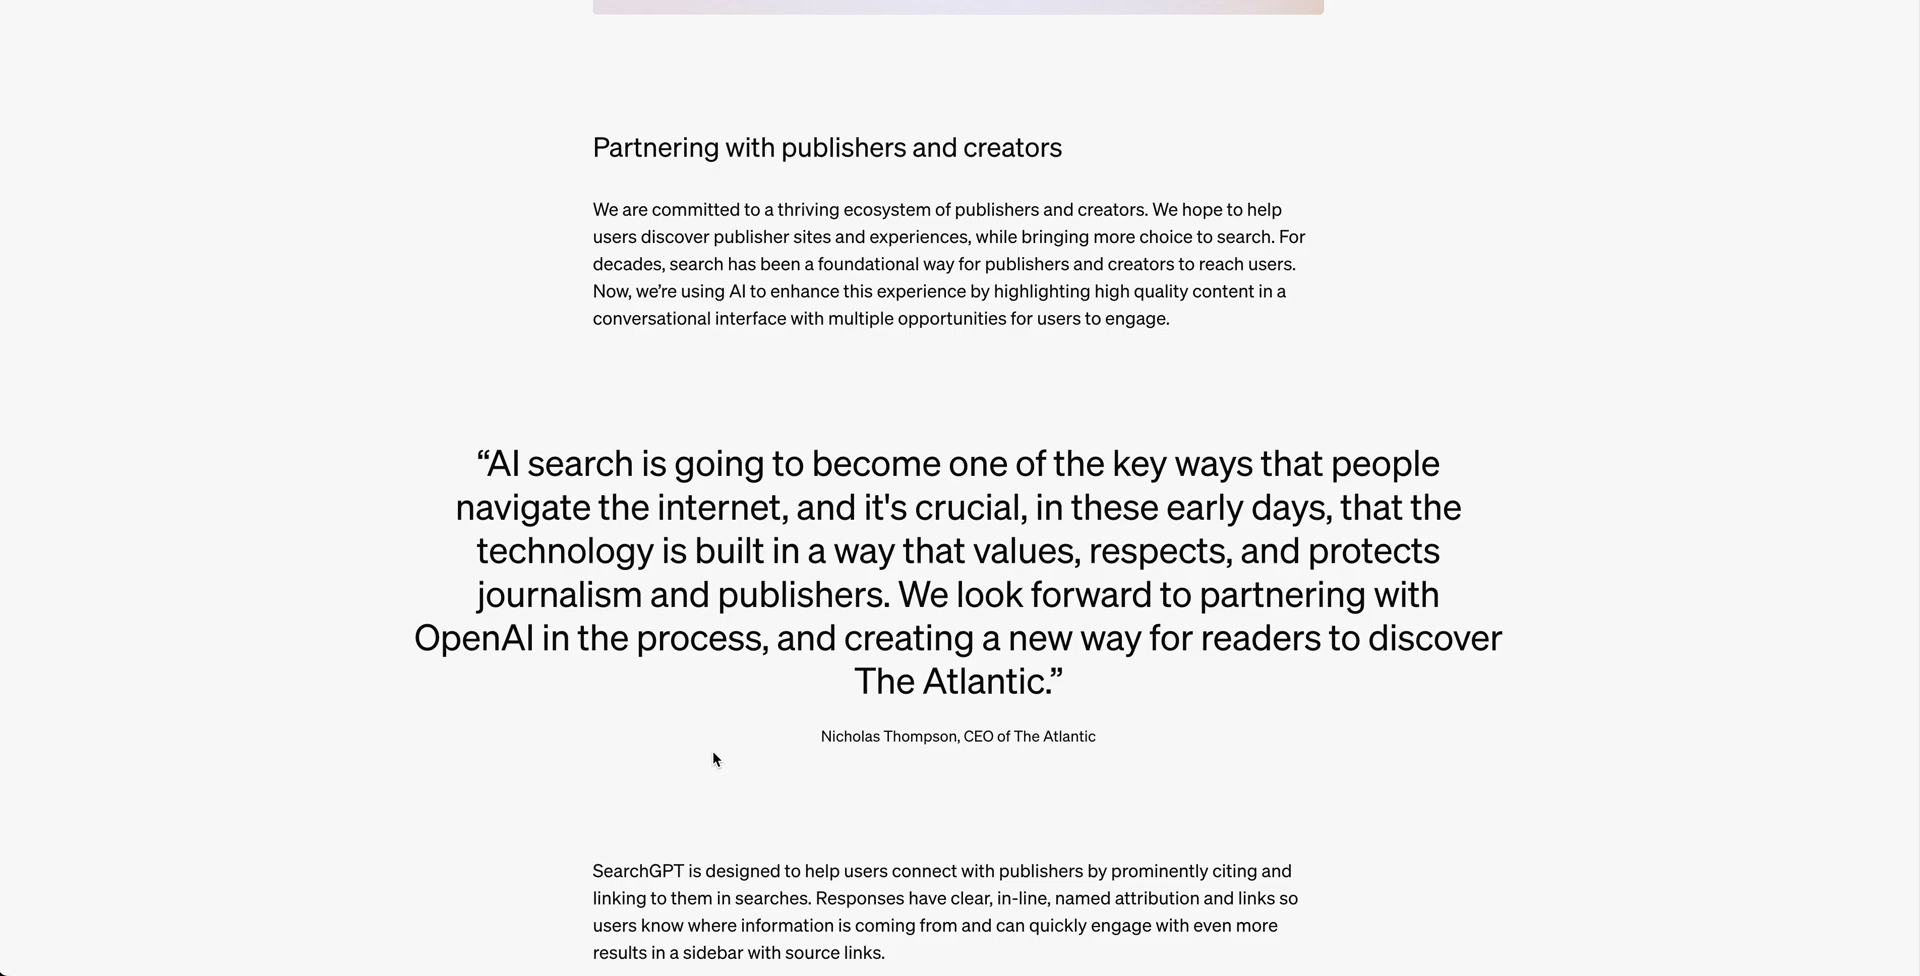 Partnering with publishers and creators
We are committed to a thriving ecosystem of publishers and creators. We hope to help
users discover publisher sites and experiences, while bringing more choice to search. For
decades, search has been a foundational way for publishers and creators to reach users.
Now, we’re using AI to enhance this experience by highlighting high quality content in a
conversational interface with multiple opportunities for users to engage.
“AI search is going to become one of the key ways that people
navigate the internet, and it's crucial, in these early days, that the
technology is built in a way that values, respects, and protects
journalism and publishers. We look forward to partnering with
OpenAI in the process, and creating a new way for readers to discover
The Atlantic.”
Nicholas Thompson, CEO of The Atlantic
SearchGPT is designed to help users connect with publishers by prominently citing and
linking to them in searches. Responses have clear, in-line, named attribution and links so
users know where information is coming from and can quickly engage with even more
results in a sidebar with source links.